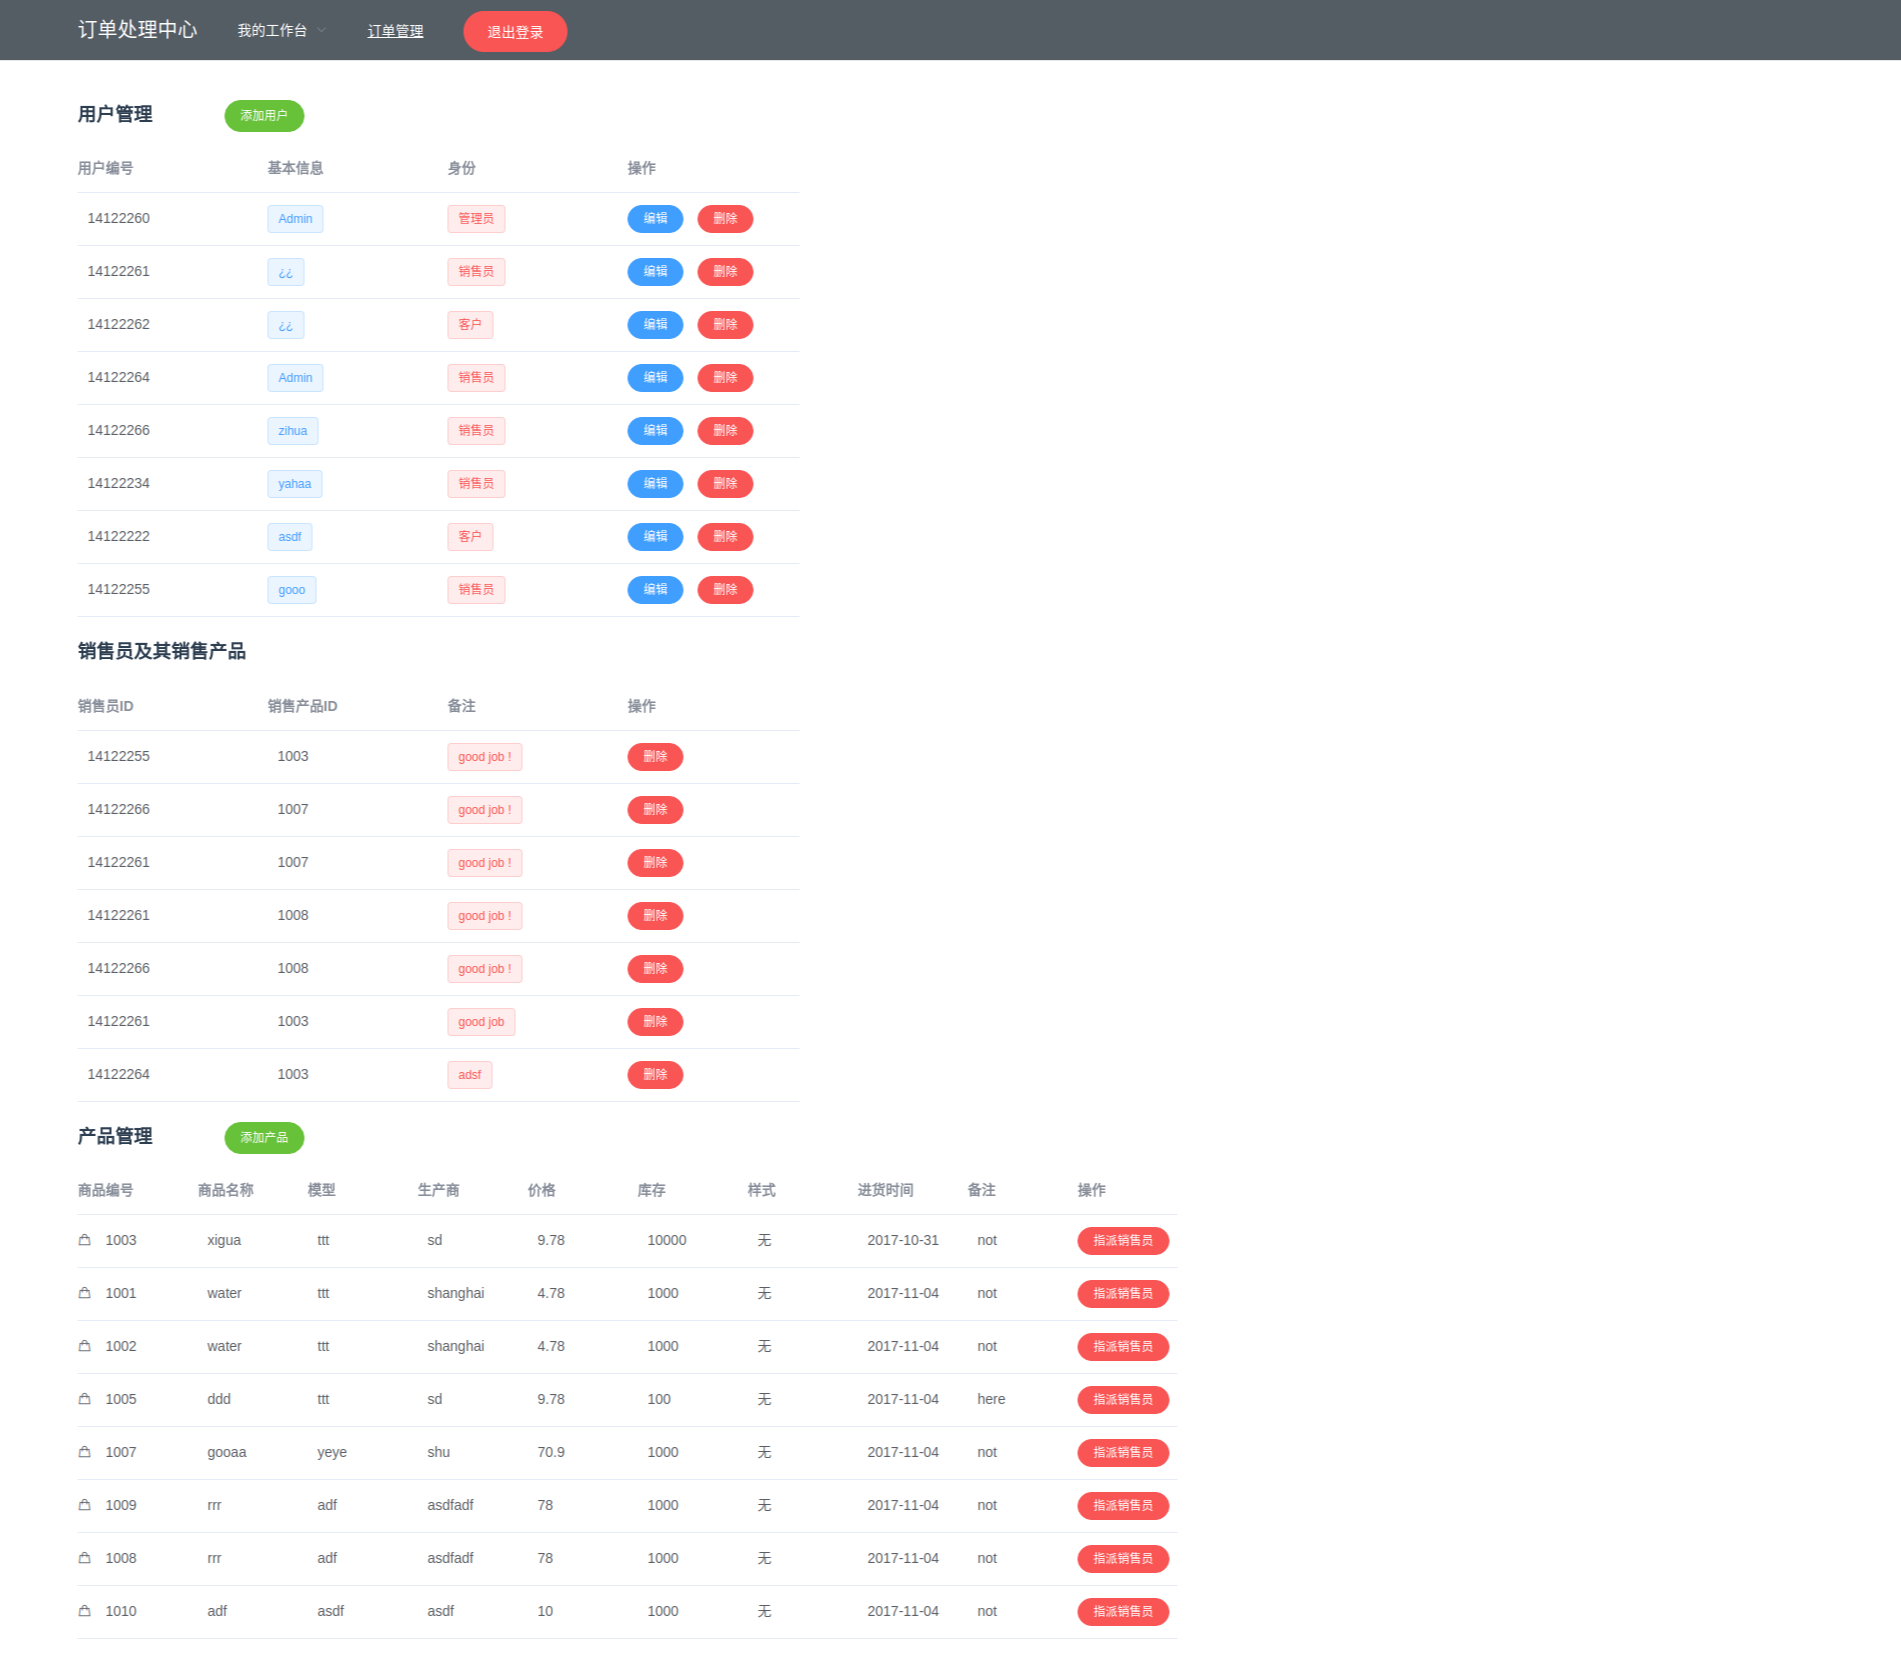 订单处理中心 我的工作台 订单管理 退出登录
用户管理 添加用户
用户编号 基本信息 身份 操作
14122260 Admin 管理员 编辑 删除
14122261 ¿¿ 销售员 编辑 删除
14122262 ¿¿ 客户 编辑 删除
14122264 Admin 销售员 编辑 删除
14122266 zihua 销售员 编辑 删除
14122234 yahaa 销售员 编辑 删除
14122222 asdf 客户 编辑 删除
14122255 gooo 销售员 编辑 删除
销售员及其销售产品
销售员ID 销售产品ID 备注 操作
14122255 1003 good job ! 删除
14122266 1007 good job ! 删除
14122261 1007 good job ! 删除
14122261 1008 good job ! 删除
14122266 1008 good job ! 删除
14122261 1003 good job 删除
14122264 1003 adsf 删除
产品管理 添加产品
商品编号 商品名称 模型 生产商 价格 库存 样式 进货时间 备注 操作
1003 xigua ttt sd 9.78 10000 无 2017-10-31 not 指派销售员
1001 water ttt shanghai 4.78 1000 无 2017-11-04 not 指派销售员
1002 water ttt shanghai 4.78 1000 无 2017-11-04 not 指派销售员
1005 ddd ttt sd 9.78 100 无 2017-11-04 here 指派销售员
1007 gooaa yeye shu 70.9 1000 无 2017-11-04 not 指派销售员
1009 rrr adf asdfadf 78 1000 无 2017-11-04 not 指派销售员
1008 rrr adf asdfadf 78 1000 无 2017-11-04 not 指派销售员
1010 adf asdf asdf 10 1000 无 2017-11-04 not 指派销售员